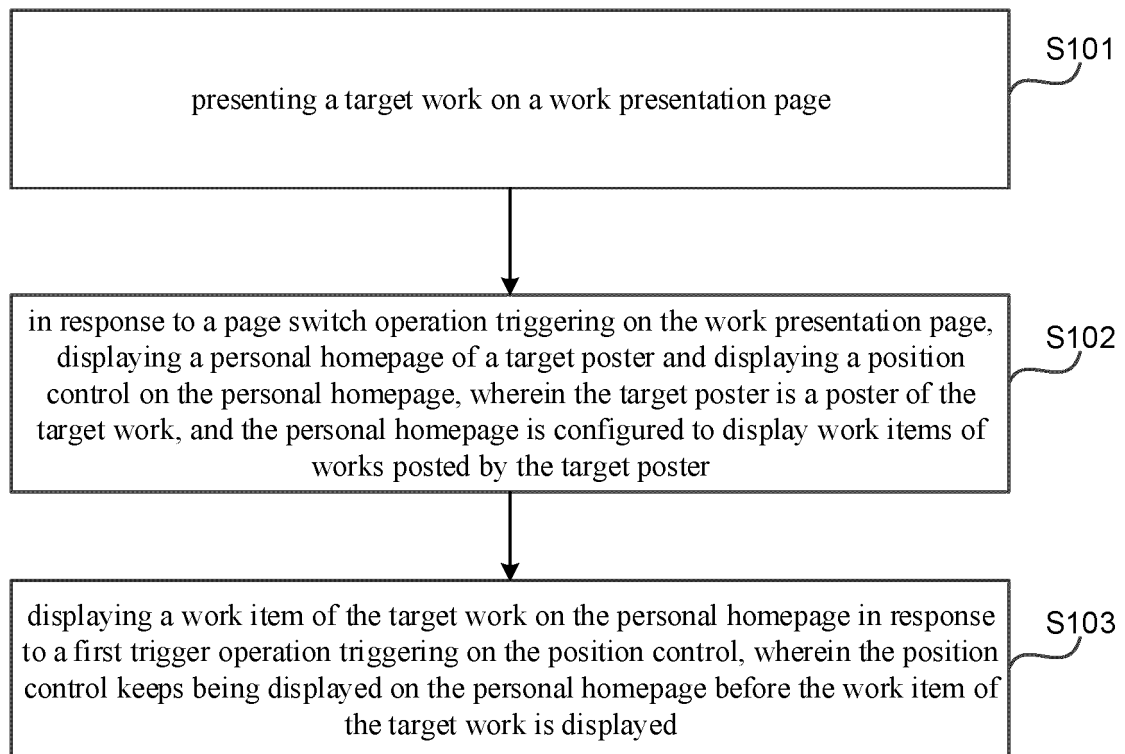 presenting a target work on a work presentation page
S101
in response to a page switch operation triggering on the work presentation page,
displaying a personal homepage of a target poster and displaying a position
control on the personal homepage, wherein the target poster is a poster of the
target work, and the personal homepage is configured to display work items of
works posted by the target poster
S102
displaying a work item of the target work on the personal homepage in response
to a first trigger operation triggering on the position control, wherein the position
control keeps being displayed on the personal homepage before the work item of
the target work is displayed
S103